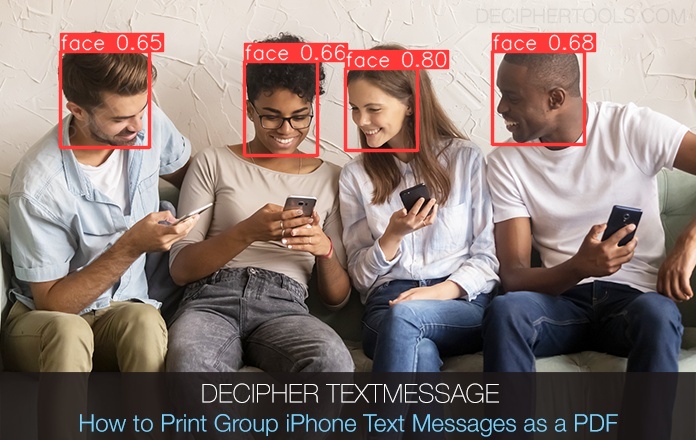 DECIPHERTOOLS.COM
face 0.65
face 0.66
face 0.80
face 0.68
DECIPHER TEXTMESSAGE
How to Print Group iPhone Text Messages as a PDF